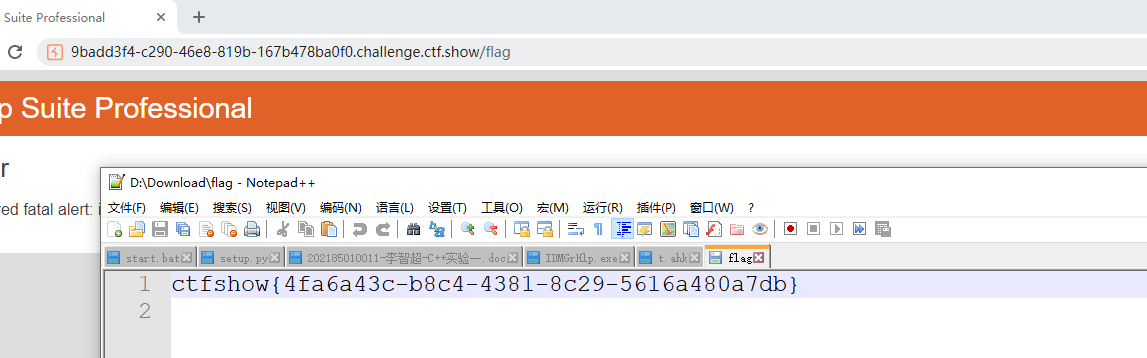 Suite Professional
9badd3f4-c290-46e8-819b-167b478ba0f0.challenge.ctf.show/flag
p Suite Professional
r
ved fatal alert: i
D:\Download\flag - Notepad++
文件(F) 编辑(E) 搜索(S) 视图(V) 编码(N) 语言(L) 设置(T) 工具(O) 宏(M) 运行(R) 插件(P) 窗口(W) ?
start.bat setup.py 202185010011-李智超-C++实验一.doc IDMGrHlp.exe t.ahk flag
1 ctfshow{4fa6a43c-b8c4-4381-8c29-5616a480a7db}
2